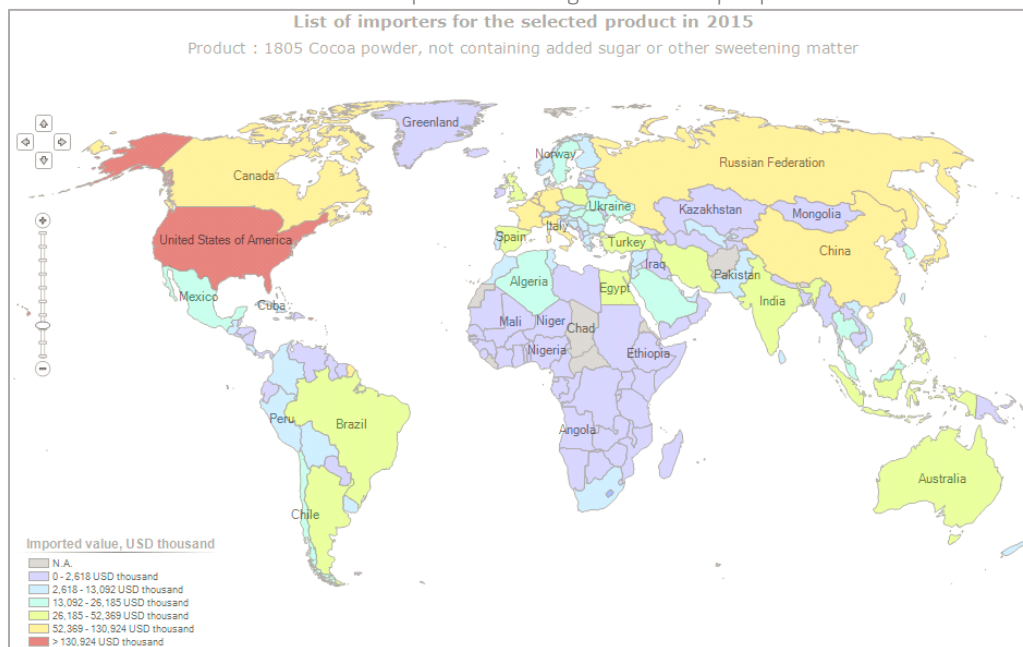 List of importers for the selected product in 2015
Product : 1805 Cocoa powder, not containing added sugar or other sweetening matter
Greenland
Norway
Russian Federation
Canada
Ukraine
Kazakhstan
Mongolia
United States of America
Spain
Italy
Turkey
China
Iraq
Pakistan
Algeria
Egypt
India
Mexico
Cuba
Mali
Niger
Chad
Nigeria
Ethiopia
Peru
Brazil
Angola
Australia
Chile
Imported value, USD thousand
N.A.
0 - 2,618 USD thousand
2,618 - 13,092 USD thousand
13,092 - 26,185 USD thousand
26,185 - 52,369 USD thousand
52,369 - 130,924 USD thousand
> 130,924 USD thousand